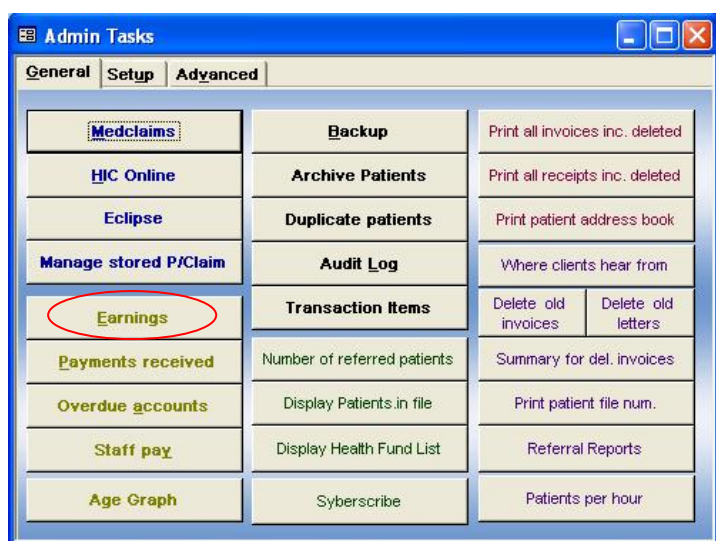 Admin Tasks
General Setup Advanced
Medclaims
HIC Online
Eclipse
Manage stored P/Claim
Earnings
Payments received
Overdue accounts
Staff pay
Age Graph
Backup
Archive Patients
Duplicate patients
Audit Log
Transaction Items
Number of referred patients
Display Patients.in file
Display Health Fund List
Syberscribe
Print all invoices inc. deleted
Print all receipts inc. deleted
Print patient address book
Where clients hear from
Delete old
invoices
Delete old
letters
Summary for del. invoices
Print patient file num.
Referral Reports
Patients per hour